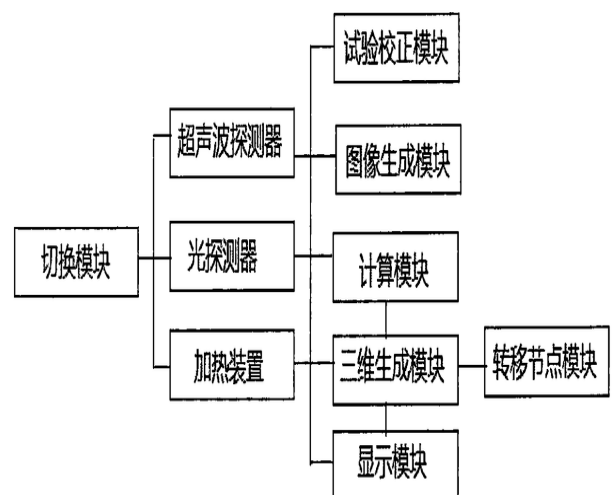 试验校正模块
超声波探测器
图像生成模块
切换模块
光探测器
计算模块
加热装置
三维生成模块
转移节点模块
显示模块